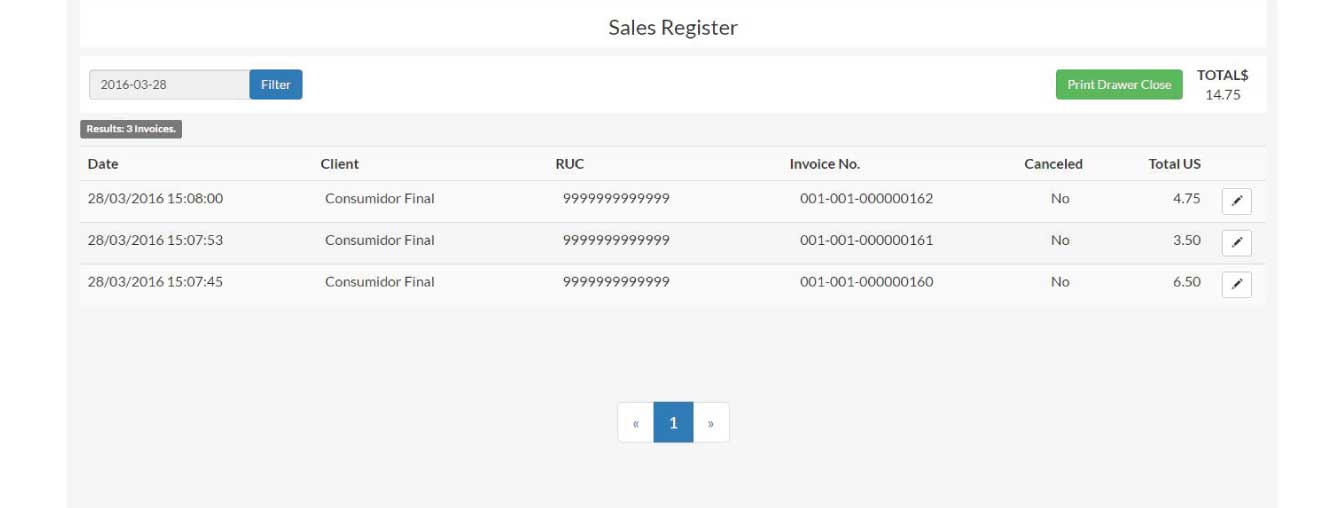 Sales Register
2016-03-28 Filter Print Drawer Close TOTAL$
14.75
Results: 3 Invoices.
Date Client RUC Invoice No. Canceled Total US
28/03/2016 15:08:00 Consumidor Final 9999999999999 001-001-000000162 No 4.75
28/03/2016 15:07:53 Consumidor Final 9999999999999 001-001-000000161 No 3.50
28/03/2016 15:07:45 Consumidor Final 9999999999999 001-001-000000160 No 6.50
« 1 »